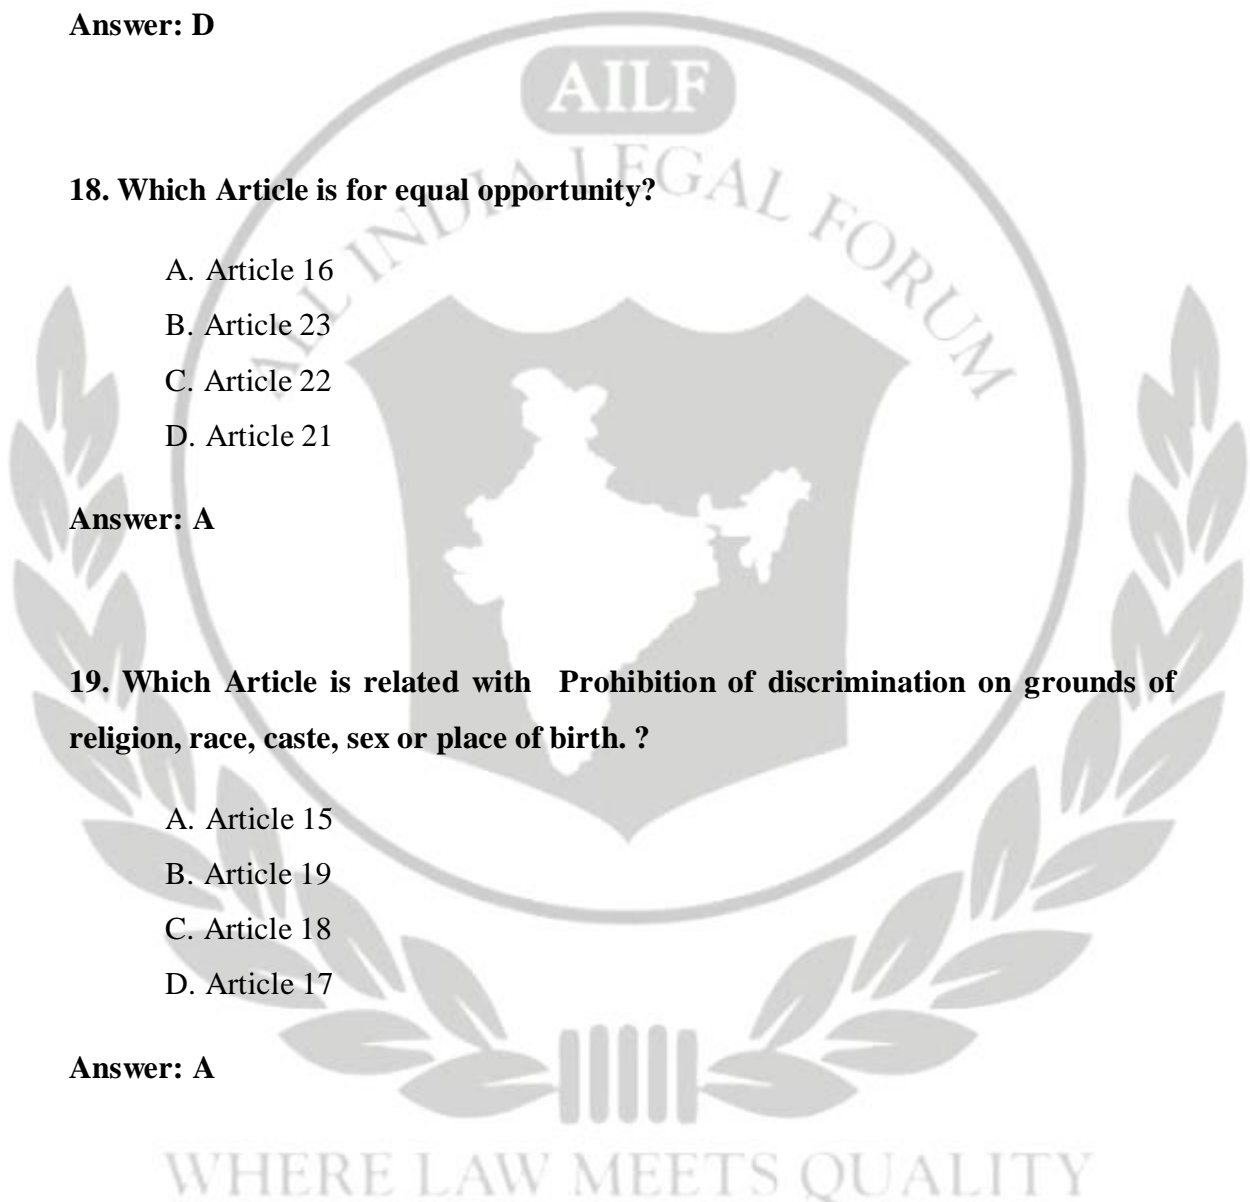 Answer: D
AILF
ALL INDIA LEGAL FORUM
18. Which Article is for equal opportunity?
A. Article 16
B. Article 23
C. Article 22
D. Article 21
Answer: A
19. Which Article is related with Prohibition of discrimination on grounds of
religion, race, caste, sex or place of birth. ?
A. Article 15
B. Article 19
C. Article 18
D. Article 17
Answer: A
WHERE LAW MEETS QUALITY